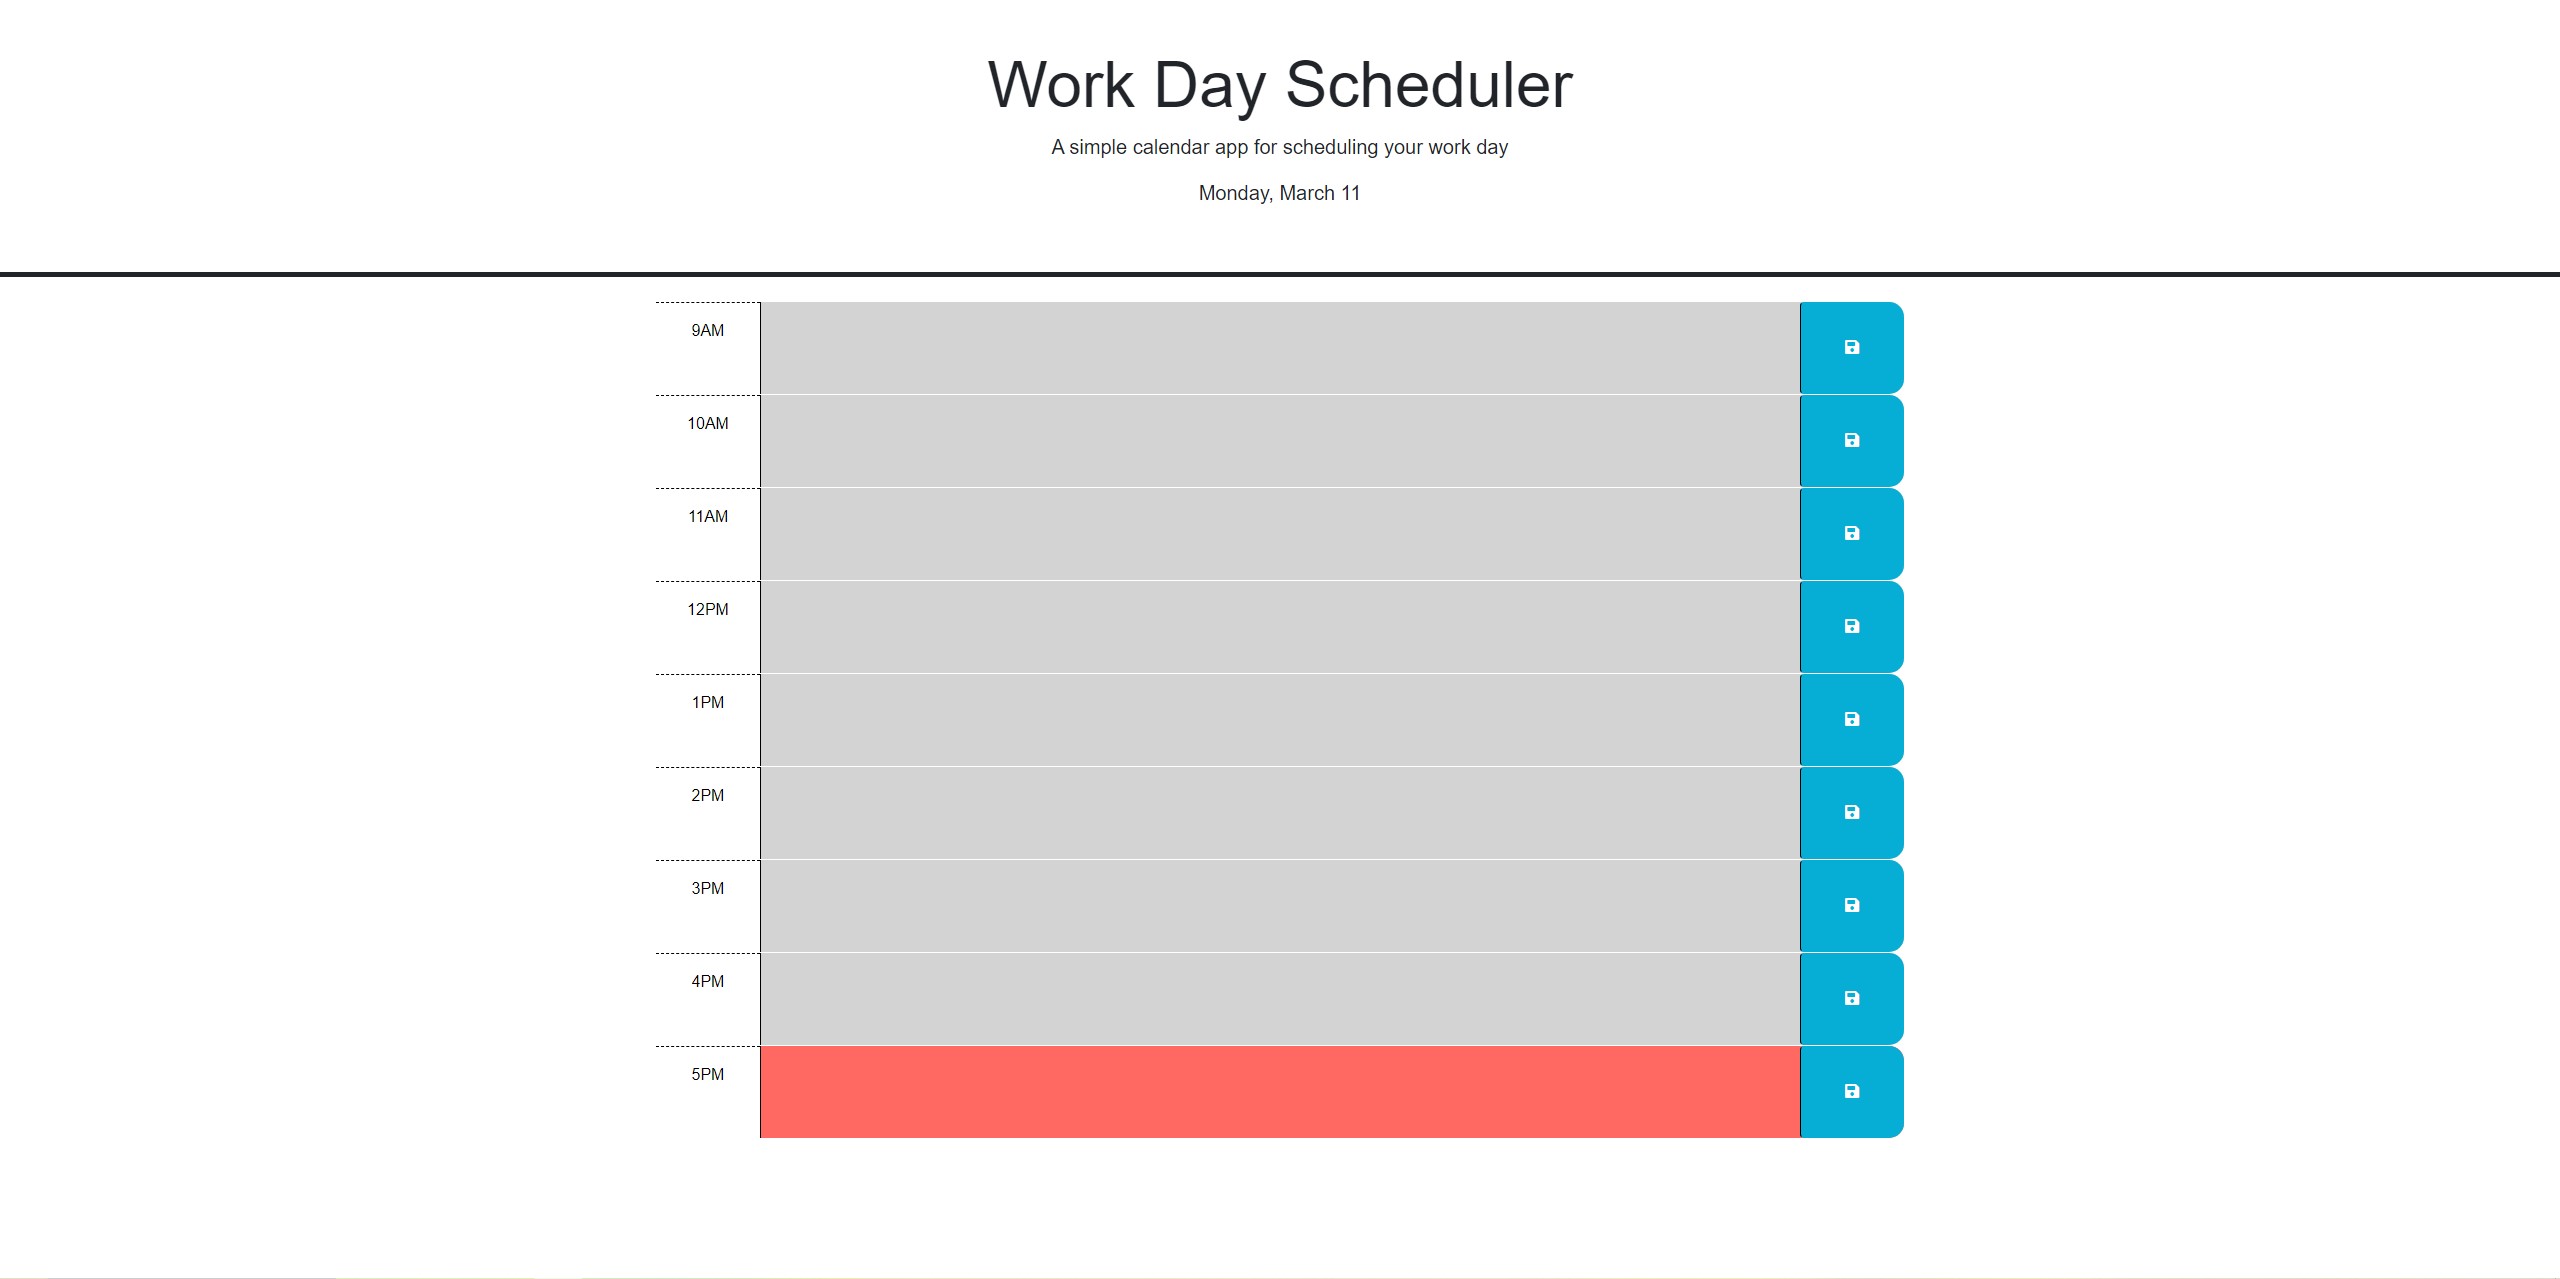 Work Day Scheduler
A simple calendar app for scheduling your work day
Monday, March 11
9AM
10AM
11AM
12PM
1PM
2PM
3PM
4PM
5PM